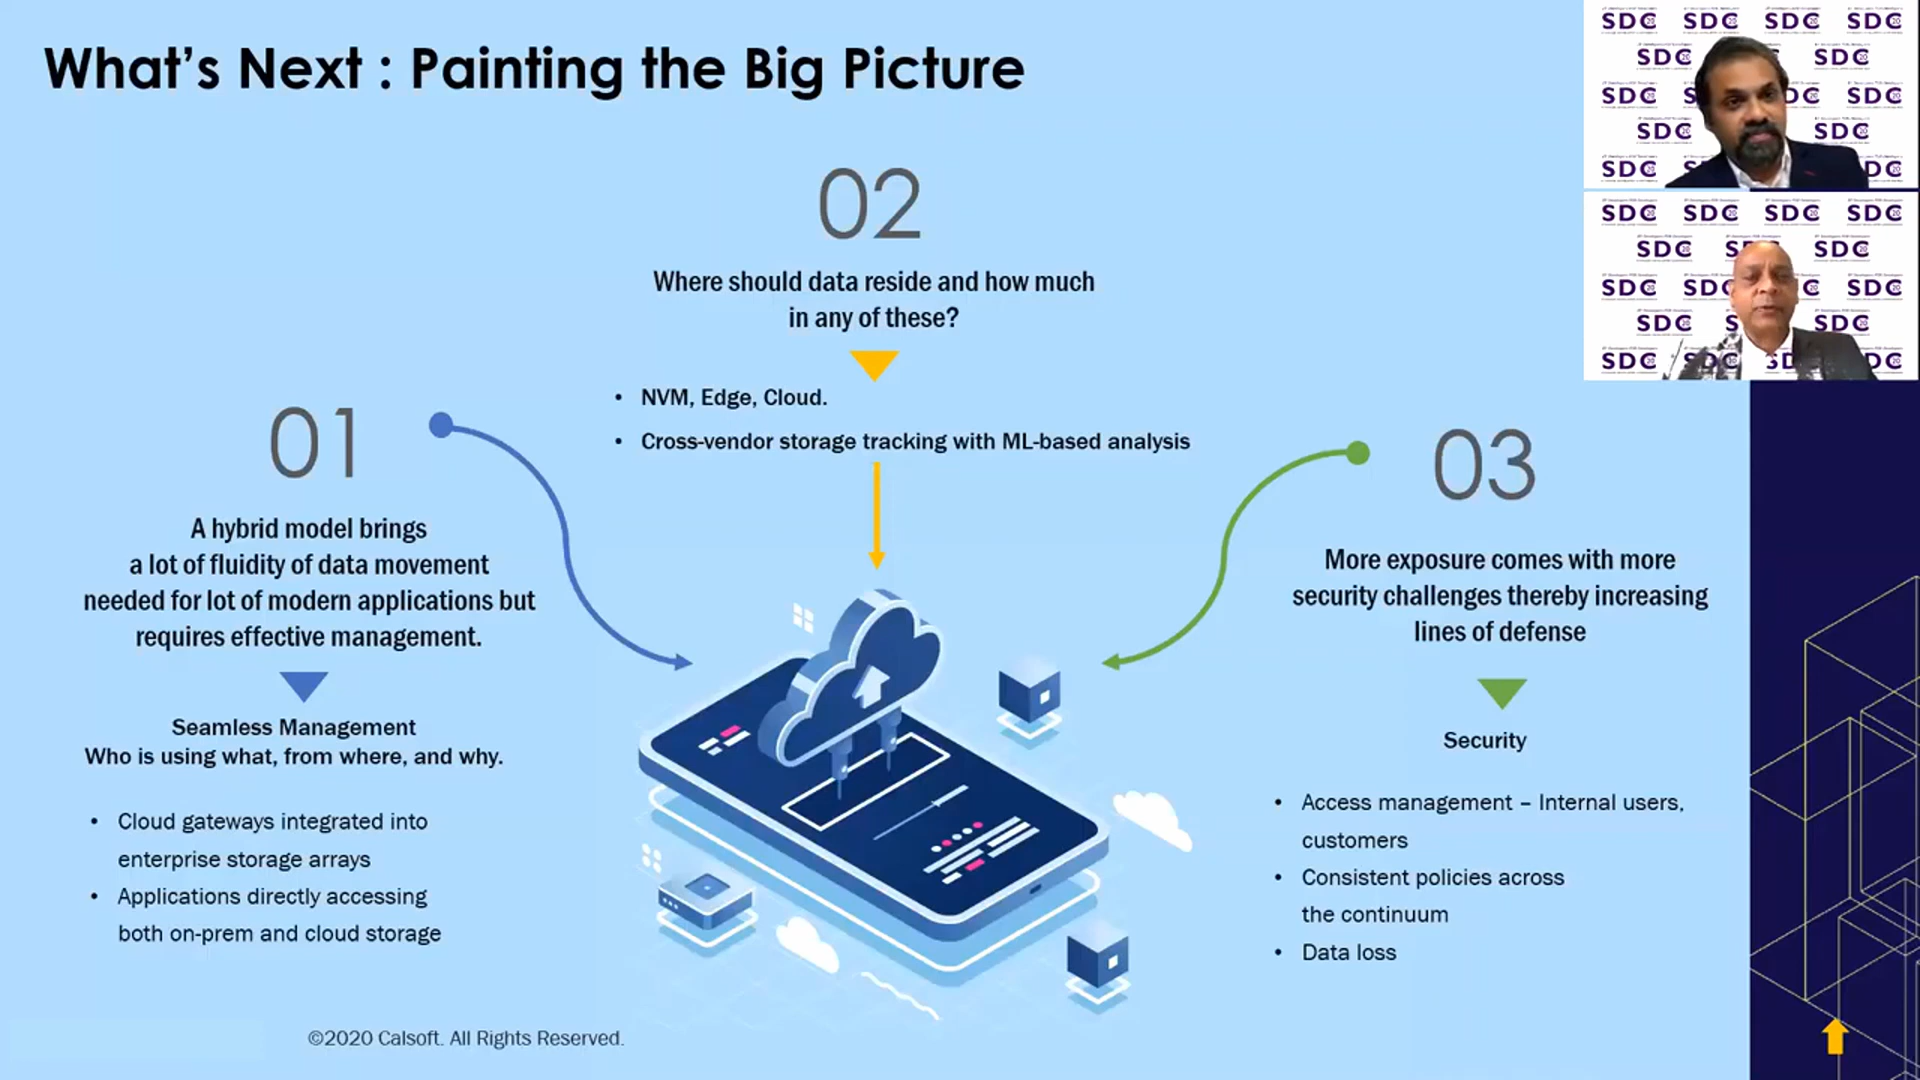 What's Next : Painting the Big Picture
02
Where should data reside and how much
in any of these?
• NVM, Edge, Cloud.
• Cross-vendor storage tracking with ML-based analysis
01
A hybrid model brings
a lot of fluidity of data movement
needed for lot of modern applications but
requires effective management.
Seamless Management
Who is using what, from where, and why.
• Cloud gateways integrated into
enterprise storage arrays
• Applications directly accessing
both on-prem and cloud storage
03
More exposure comes with more
security challenges thereby increasing
lines of defense
Security
• Access management – Internal users,
customers
• Consistent policies across
the continuum
• Data loss
©2020 Calsoft. All Rights Reserved.
SDC SDC SDC SDC
SDC SDC
SDC SDC
SDC SDC
SDC
SDC SDC SDC SDC
SDC SDC
SDC SDC
SDC SDC
SDC